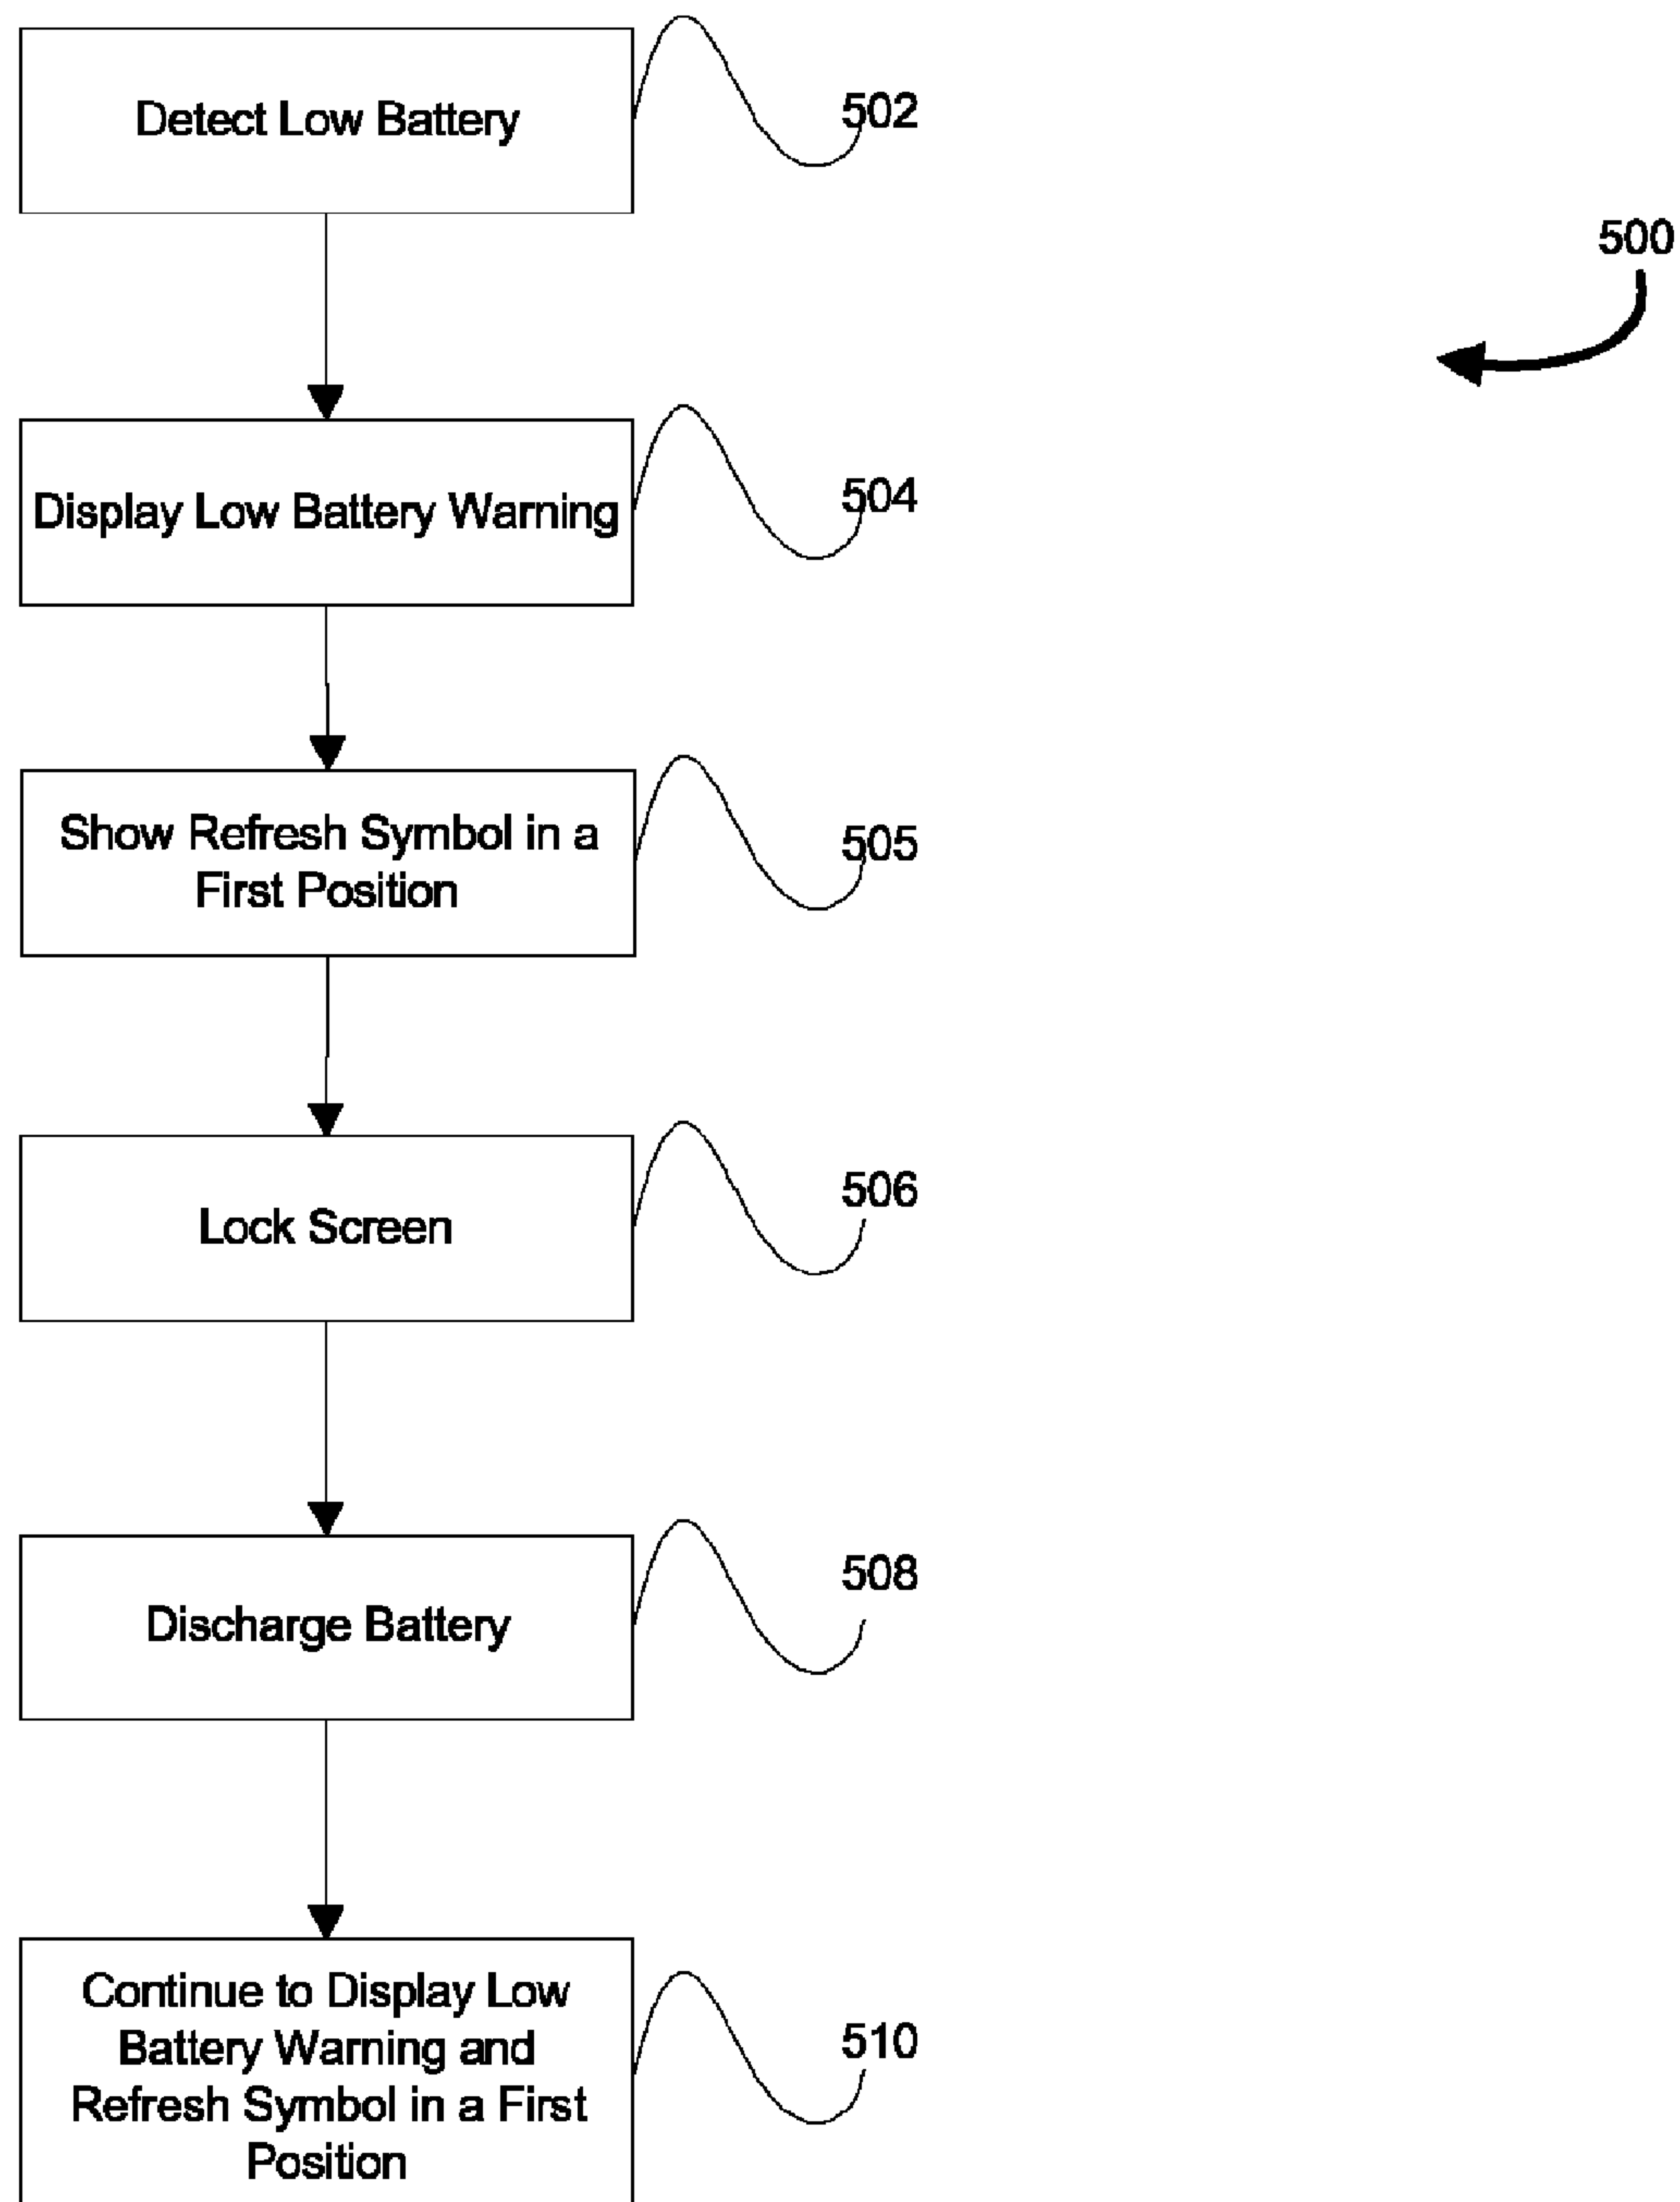 Detect Low Battery
502
500
Display Low Battery Warning
504
Show Refresh Symbol in a
First Position
505
Lock Screen
506
Discharge Battery
508
Continue to Display Low
Battery Warning and
Refresh Symbol in a First
Position
510